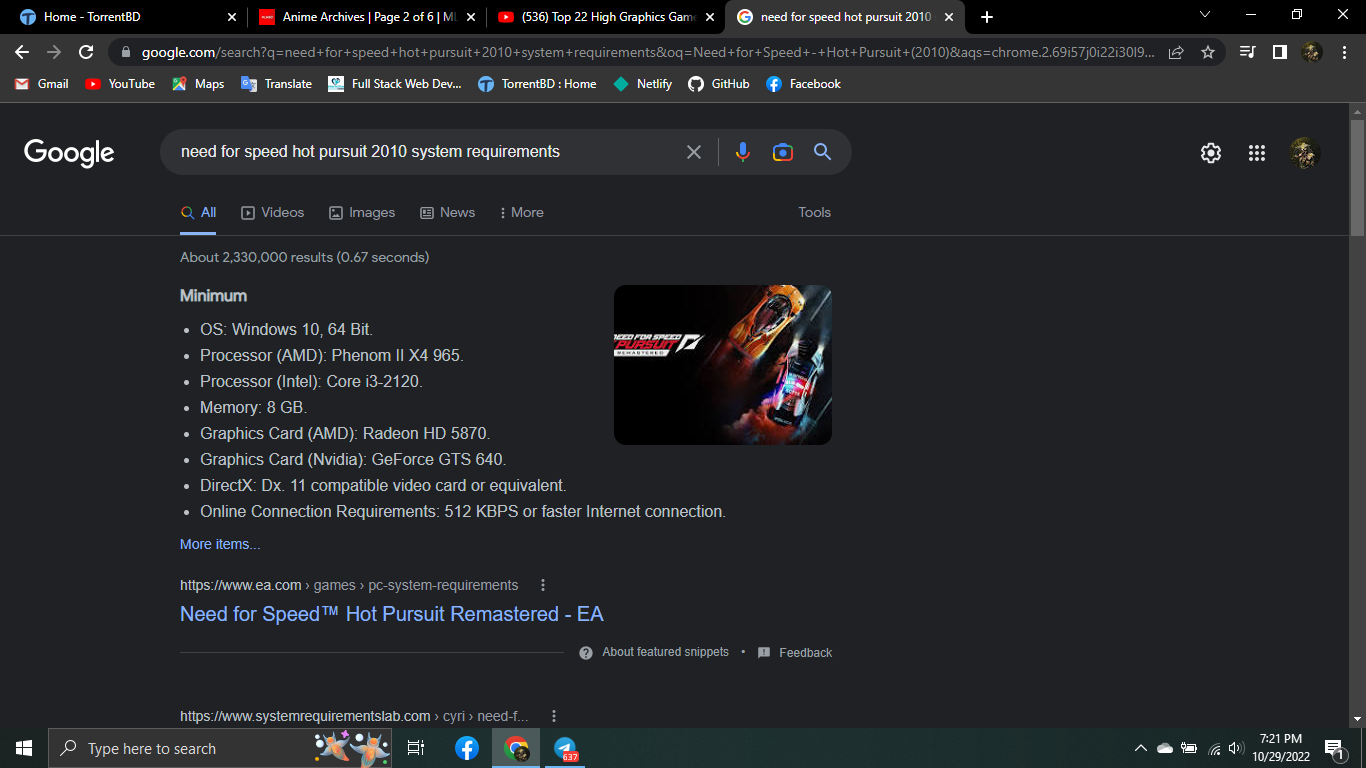 Home - TorrentBD
Anime Archives | Page 2 of 6 | ML
(536) Top 22 High Graphics Game
need for speed hot pursuit 2010
google.com/search?q=need+for+speed+hot+pursuit+2010+system+requirements&oq=Need+for+Speed+-+Hot+Pursuit+(2010)&aqs=chrome.2.69i57j0i22i30l9...
Gmail
YouTube
Maps
Translate
Full Stack Web Dev...
TorrentBD : Home
Netlify
GitHub
Facebook
Google
need for speed hot pursuit 2010 system requirements
All
Videos
Images
News
More
Tools
About 2,330,000 results (0.67 seconds)
Minimum
OS: Windows 10, 64 Bit.
Processor (AMD): Phenom II X4 965.
Processor (Intel): Core i3-2120.
Memory: 8 GB.
Graphics Card (AMD): Radeon HD 5870.
Graphics Card (Nvidia): GeForce GTS 640.
DirectX: Dx. 11 compatible video card or equivalent.
Online Connection Requirements: 512 KBPS or faster Internet connection.
NEED FOR SPEED
PURSUIT
REMASTERED
More items...
https://www.ea.com › games › pc-system-requirements
Need for Speed™ Hot Pursuit Remastered - EA
About featured snippets • Feedback
https://www.systemrequirementslab.com › cyri › need-f...
Type here to search
637
7:21 PM
10/29/2022
1